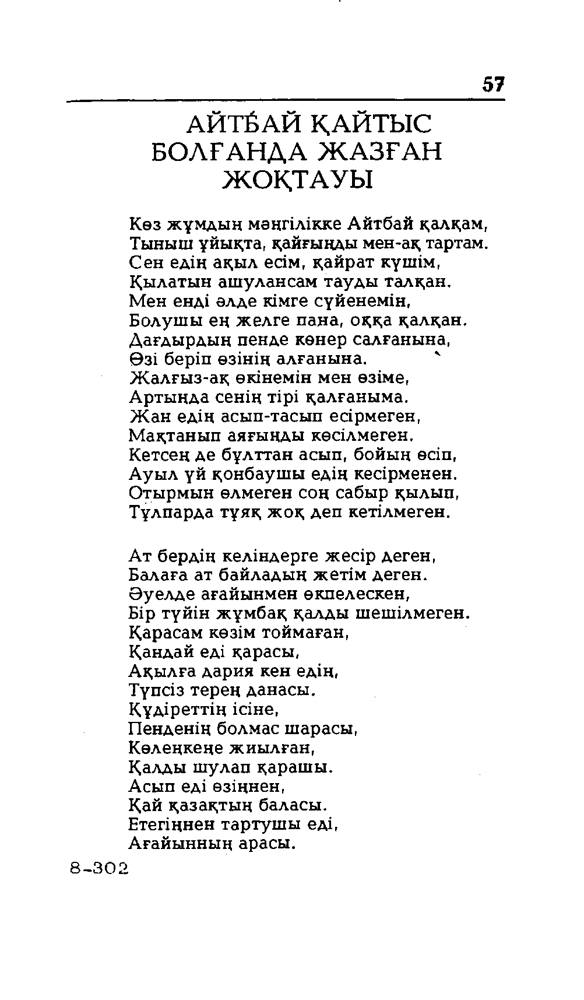 57
АЙТБАЙ ҚАЙТЫС
БОЛҒАНДА ЖАЗҒАН
ЖОҚТАУЫ
Көз жұмдың мәңгілікке Айтбай қалқам,
Тыныш ұйықта, қайғыңды мен-ақ тартам.
Сен едің ақыл есім, қайрат күшім,
Қылатын ашулансам тауды талқан.
Мен енді әлде кімге сүйенемін,
Болушы ең желге пана, оққа қалқан.
Дағдырдың пенде көнер салғанына,
Өзі беріп өзінің алғанына.
Жалғыз-ақ өкінемін мен өзіме,
Артыңда сенің тірі қалғаныма.
Жан едің асып-тасып есірмеген,
Мақтанып аяғыңды көсілмеген.
Кетсең де бұлттан асып, бойың өсіп,
Ауыл үй қонбаушы едің кесірменен.
Отырмын өлмеген соң сабыр қылып,
Тұлпарда тұяқ жоқ деп кетілмеген.
Ат бердің келіндерге жесір деген,
Балаға ат байладың жетім деген.
Әуелде ағайынмен өкпелескен,
Бір түйін жұмбақ қалды шешілмеген.
Қарасам көзім тоймаған,
Қандай еді қарасы,
Ақылға дария кен едің,
Түпсіз терең данасы.
Құдіреттің ісіне,
Пенденің болмас шарасы,
Көлеңкеңе жиылған,
Қалды шулап қарашы.
Асып еді өзіңнен,
Қай қазақтың баласы.
Етегіңнен тартушы еді,
Ағайынның арасы.
8-302